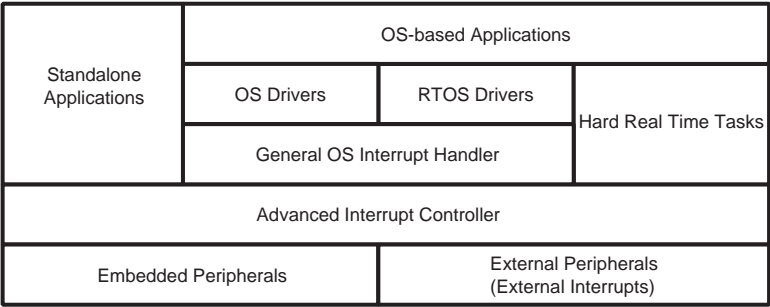 OS-based Applications
Standalone
Applications
OS Drivers
RTOS Drivers
Hard Real Time Tasks
General OS Interrupt Handler
Advanced Interrupt Controller
Embedded Peripherals
External Peripherals
(External Interrupts)